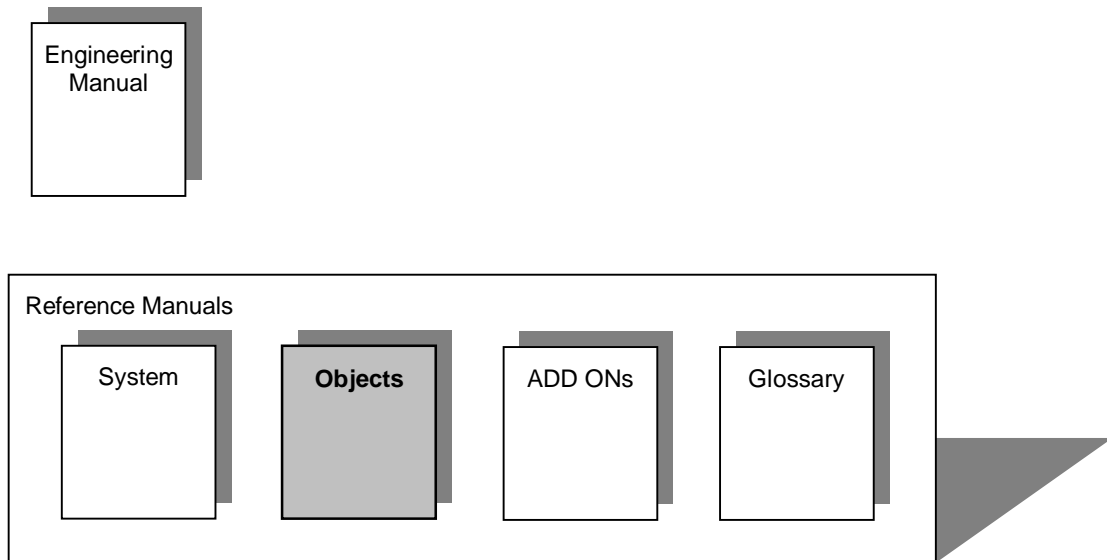 Engineering
Manual
Reference Manuals
System
Objects
ADD ONs
Glossary